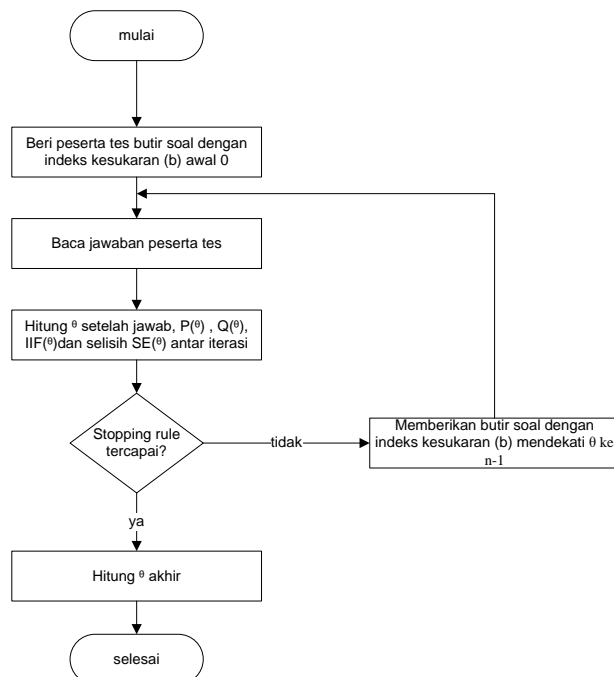 mulai
Beri peserta tes butir soal dengan
indeks kesukaran (b) awal 0
Baca jawaban peserta tes
Hitung θ setelah jawab, P(θ) , Q(θ),
IIF(θ)dan selisih SE(θ) antar iterasi
Stopping rule
tercapai?
tidak
Memberikan butir soal dengan
indeks kesukaran (b) mendekati θ ke
n-1
ya
Hitung θ akhir
selesai